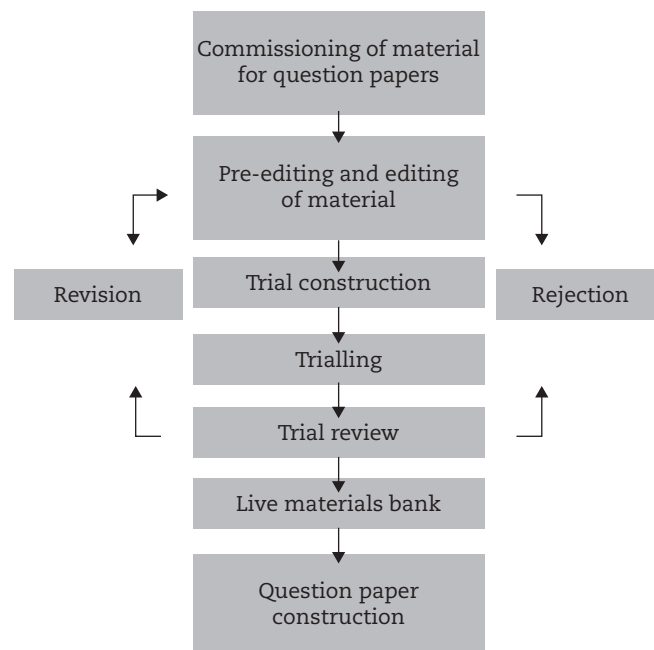 Commissioning of material
for question papers
Pre-editing and editing
of material
Revision
Trial construction
Rejection
Trialling
Trial review
Live materials bank
Question paper
construction